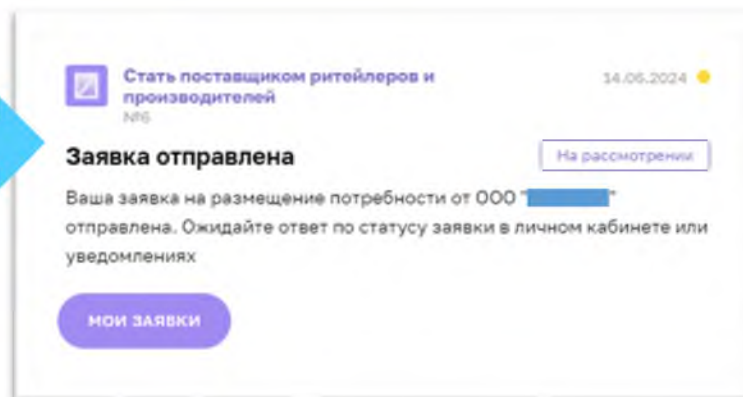 Стать поставщиком ритейлеров и
производителей
№6
14.06.2024
Заявка отправлена
На рассмотрении
Ваша заявка на размещение потребности от ООО " "
отправлена. Ожидайте ответ по статусу заявки в личном кабинете или
уведомлениях
МОИ ЗАЯВКИ